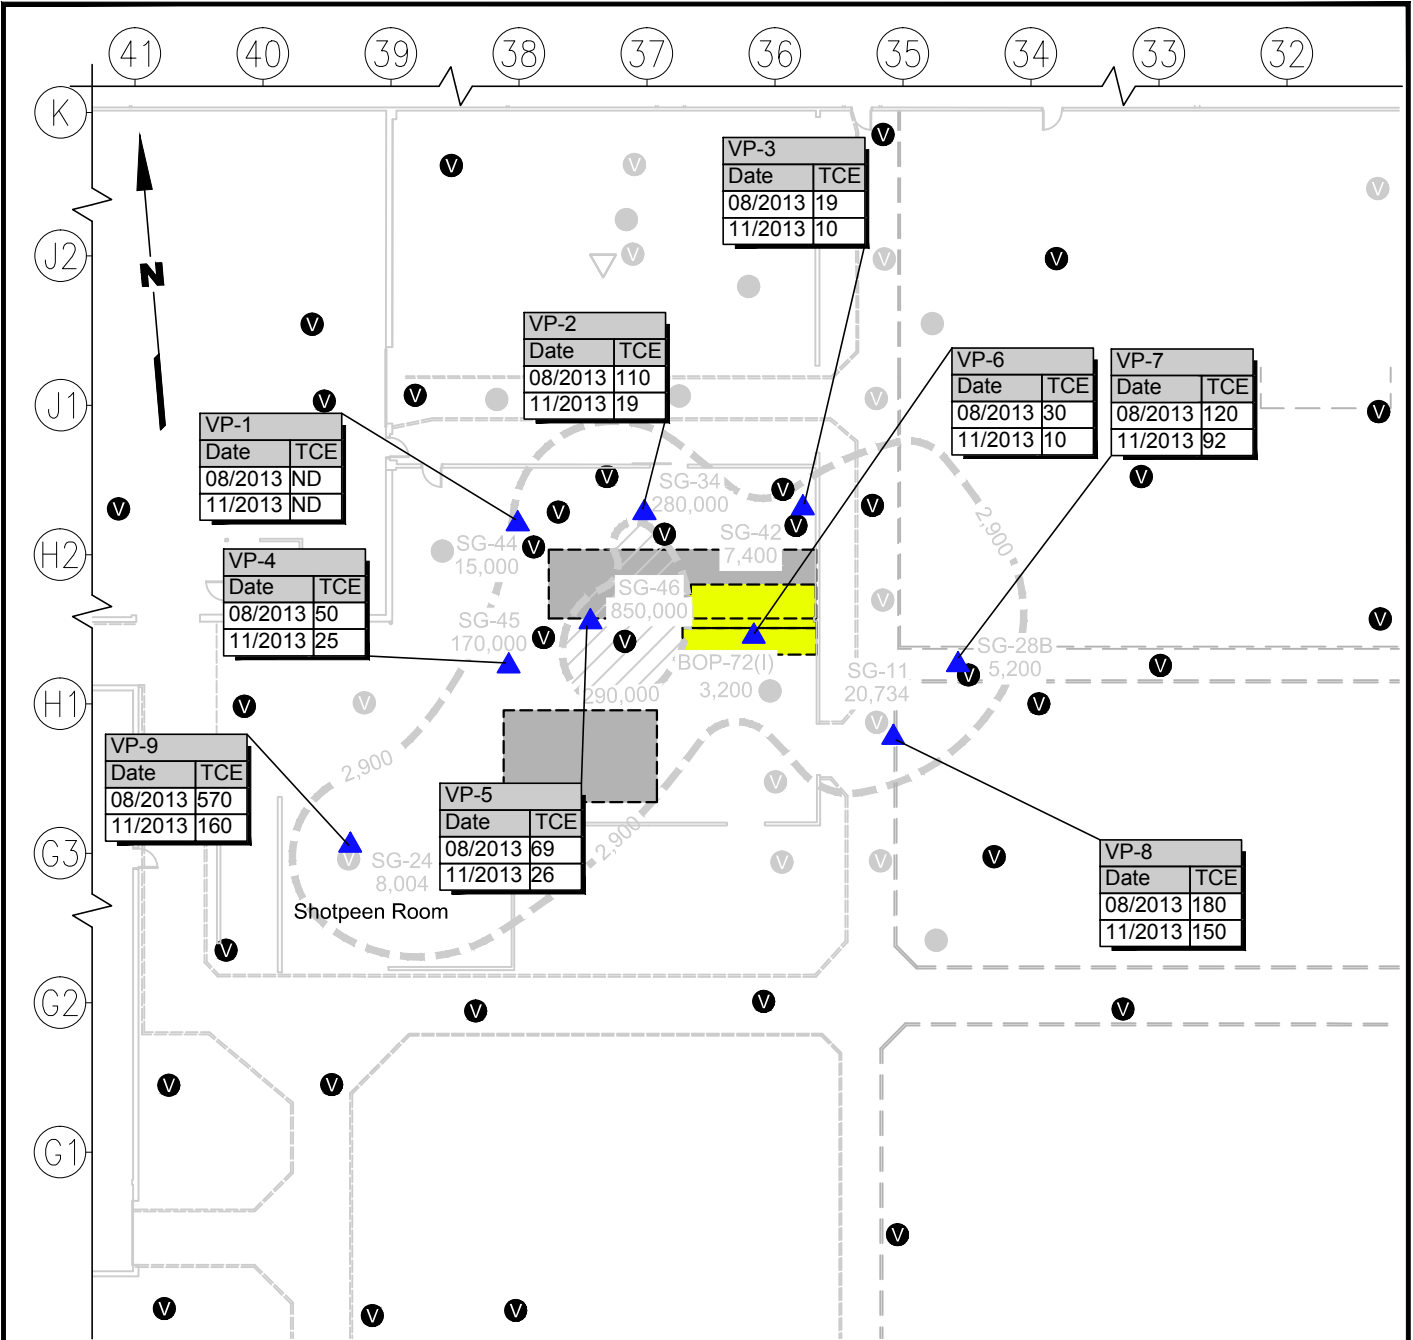 41 40 39 38 37 36 35 34 33 32
K
J2
J1
H2
H1
G3
G2
G1
N
VP-3
Date TCE
08/2013 19
11/2013 10
VP-2
Date TCE
08/2013 110
11/2013 19
VP-6
Date TCE
08/2013 30
11/2013 10
VP-7
Date TCE
08/2013 120
11/2013 92
VP-1
Date TCE
08/2013 ND
11/2013 ND
VP-4
Date TCE
08/2013 50
11/2013 25
VP-9
Date TCE
08/2013 570
11/2013 160
VP-5
Date TCE
08/2013 69
11/2013 26
VP-8
Date TCE
08/2013 180
11/2013 150
SG-34
280,000
SG-42
7,400
SG-44
15,000
SG-46
850,000
SG-45
170,000
BOP-72(I)
3,200
290,000
SG-11
20,734
SG-28B
5,200
2,900
2,900
2,900
SG-24
8,004
Shotpeen Room
V V V V V V V V V V V V V V V V V V V V V V V V V V V V V V V V V V V V V V V V V V V V V V V